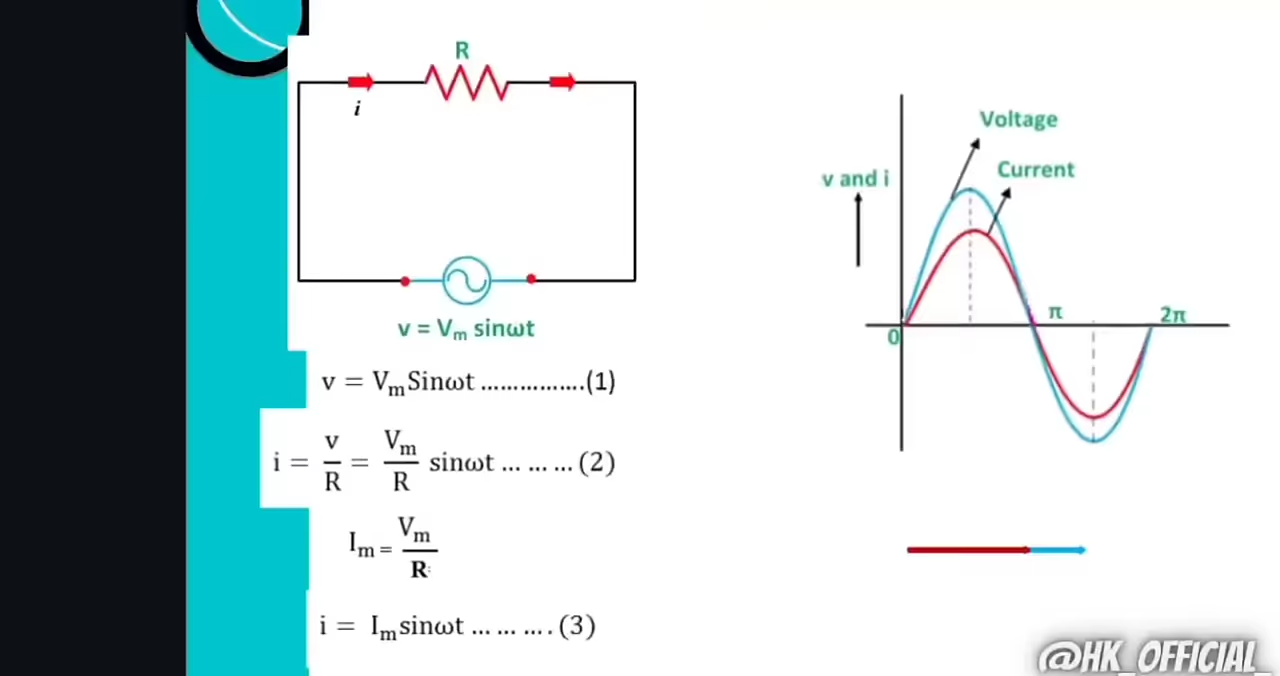 R
i
v = Vm sinωt
v = VmSinωt ................(1)
i = v/R = Vm/R sinωt ... ... ... (2)
Im = Vm/R
i = Imsinωt ... ... .... (3)
Voltage
Current
v and i
π
2π
0
@HK_OFFICIAL_